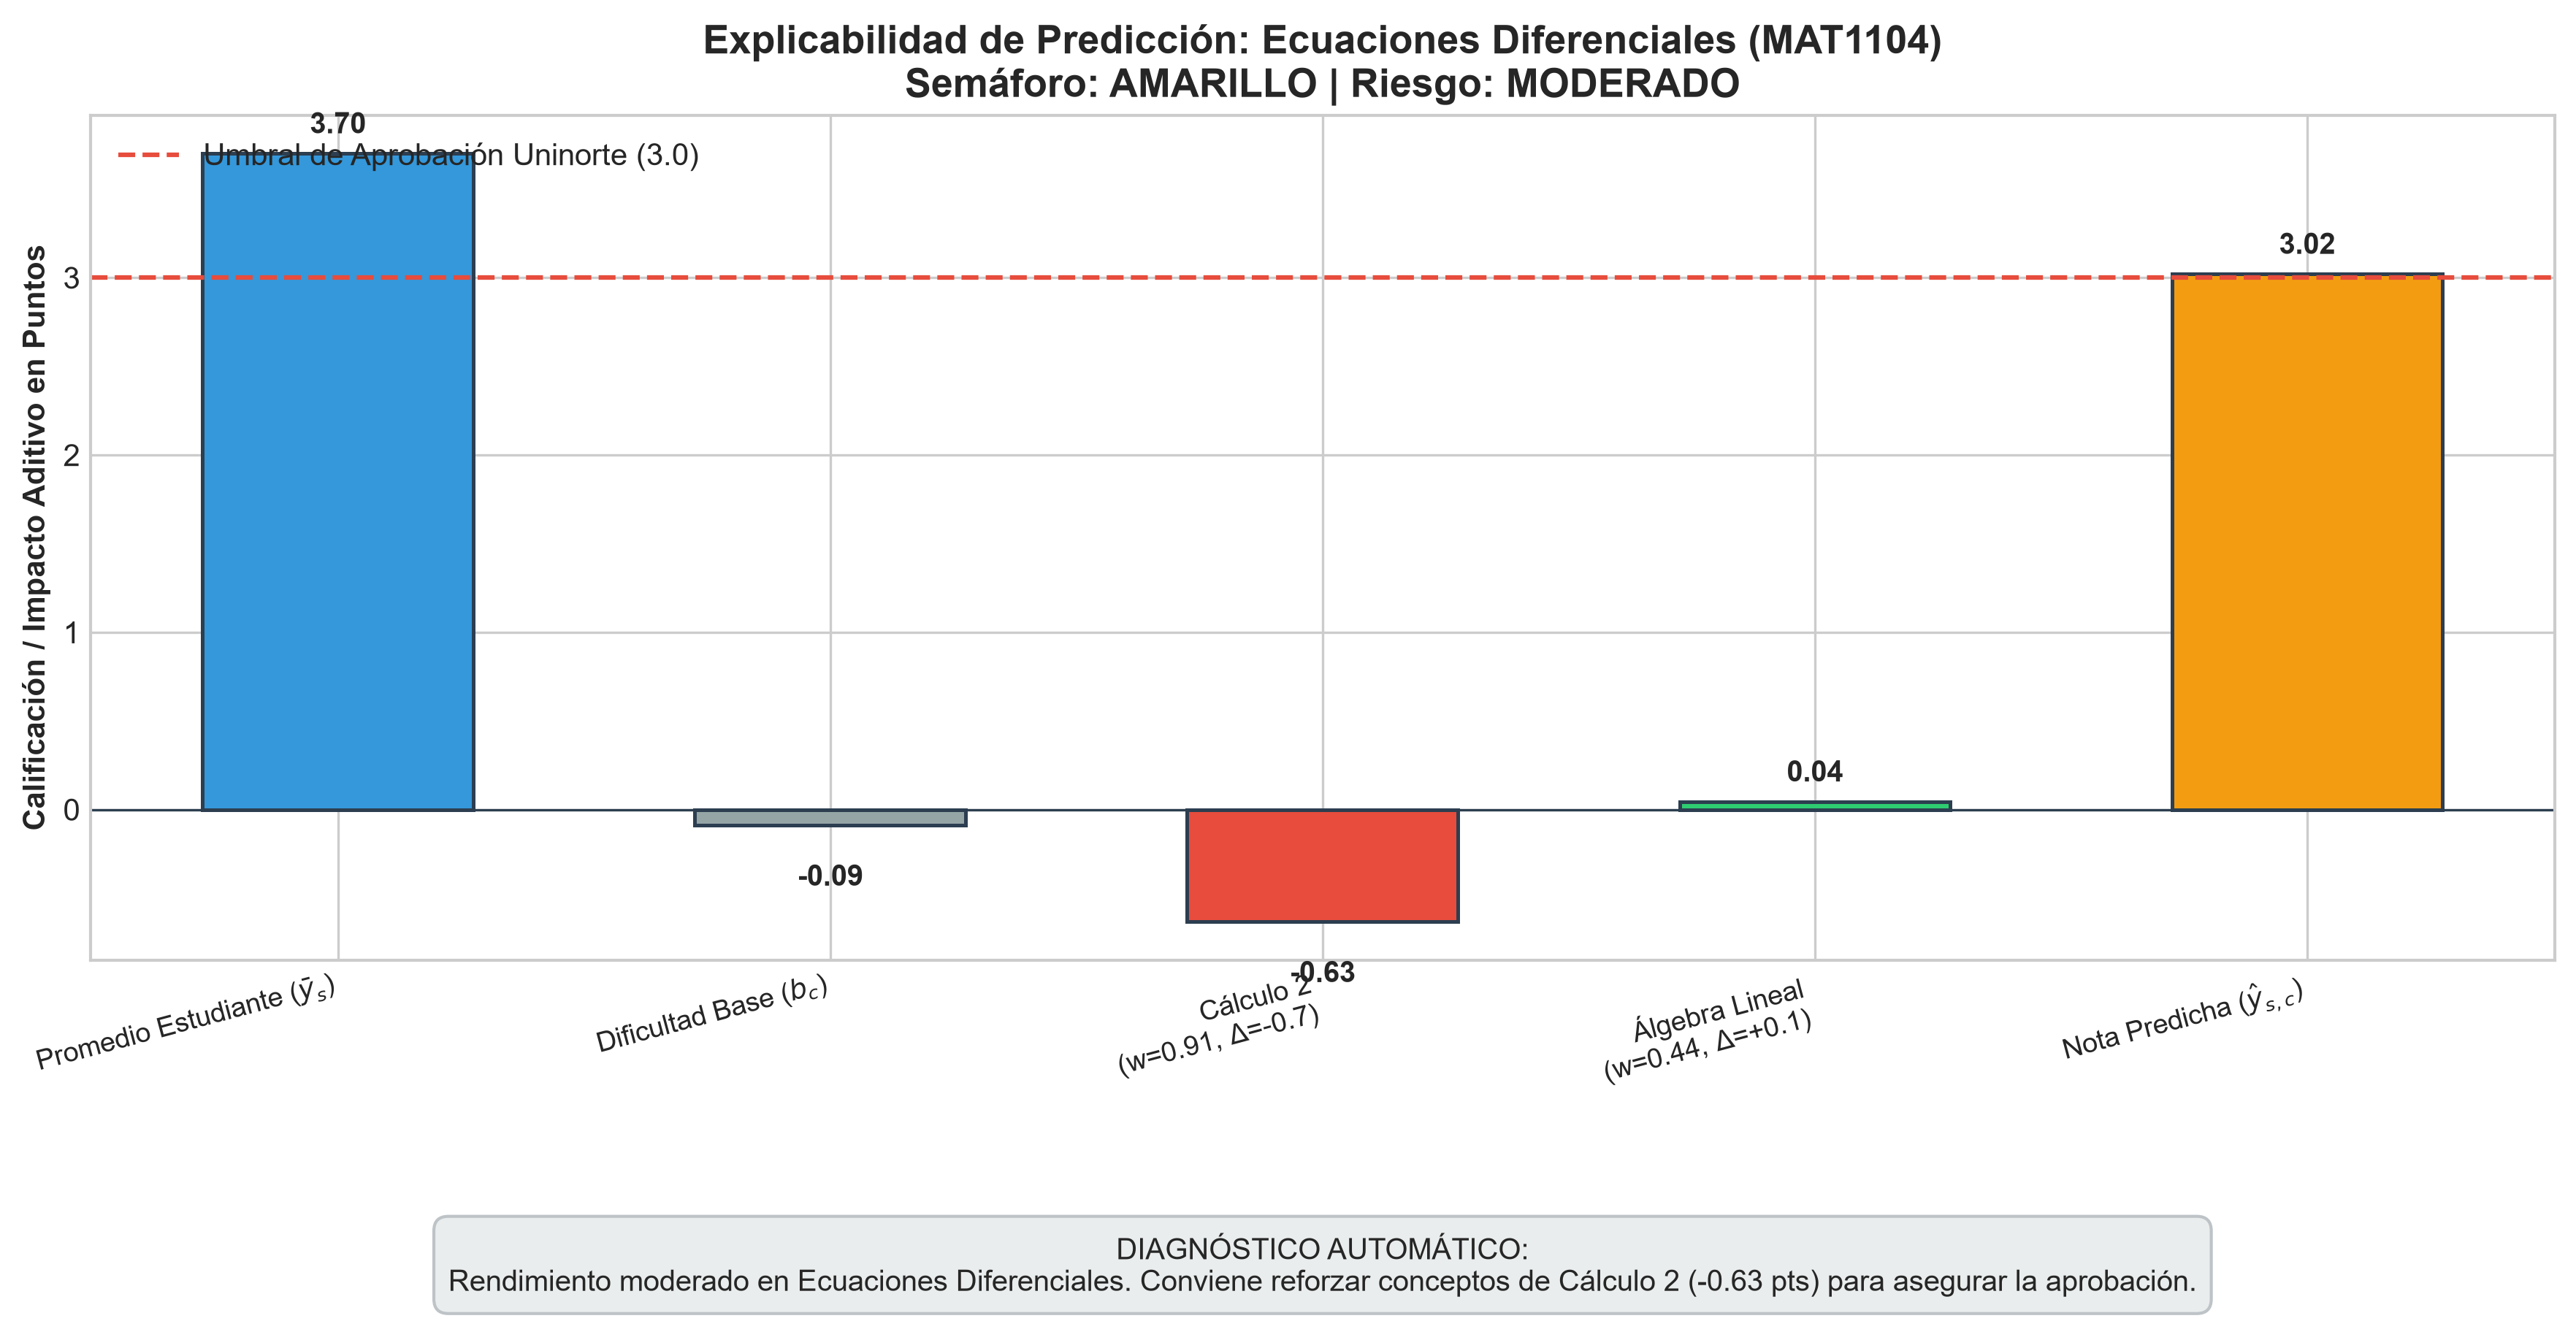 Explicabilidad de Predicción: Ecuaciones Diferenciales (MAT1104)
Semáforo: AMARILLO | Riesgo: MODERADO
3.70
Umbral de Aprobación Uninorte (3.0)
3.02
Calificación / Impacto Aditivo en Puntos
3
2
1
0
0.04
-0.09
-0.63
Promedio Estudiante (ȳ_s)
Dificultad Base (b_c)
Cálculo 2
(w=0.91, Δ=-0.7)
Álgebra Lineal
(w=0.44, Δ=+0.1)
Nota Predicha (ŷ_{s,c})
DIAGNÓSTICO AUTOMÁTICO:
Rendimiento moderado en Ecuaciones Diferenciales. Conviene reforzar conceptos de Cálculo 2 (-0.63 pts) para asegurar la aprobación.